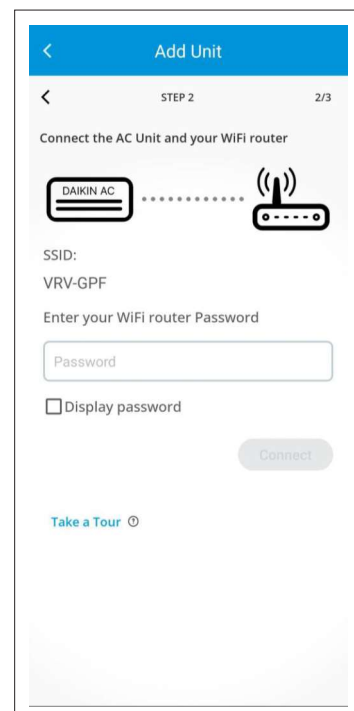 Add Unit
STEP 2 2/3
Connect the AC Unit and your WiFi router
DAIKIN AC
SSID:
VRV-GPF
Enter your WiFi router Password
Password
Display password
Connect
Take a Tour